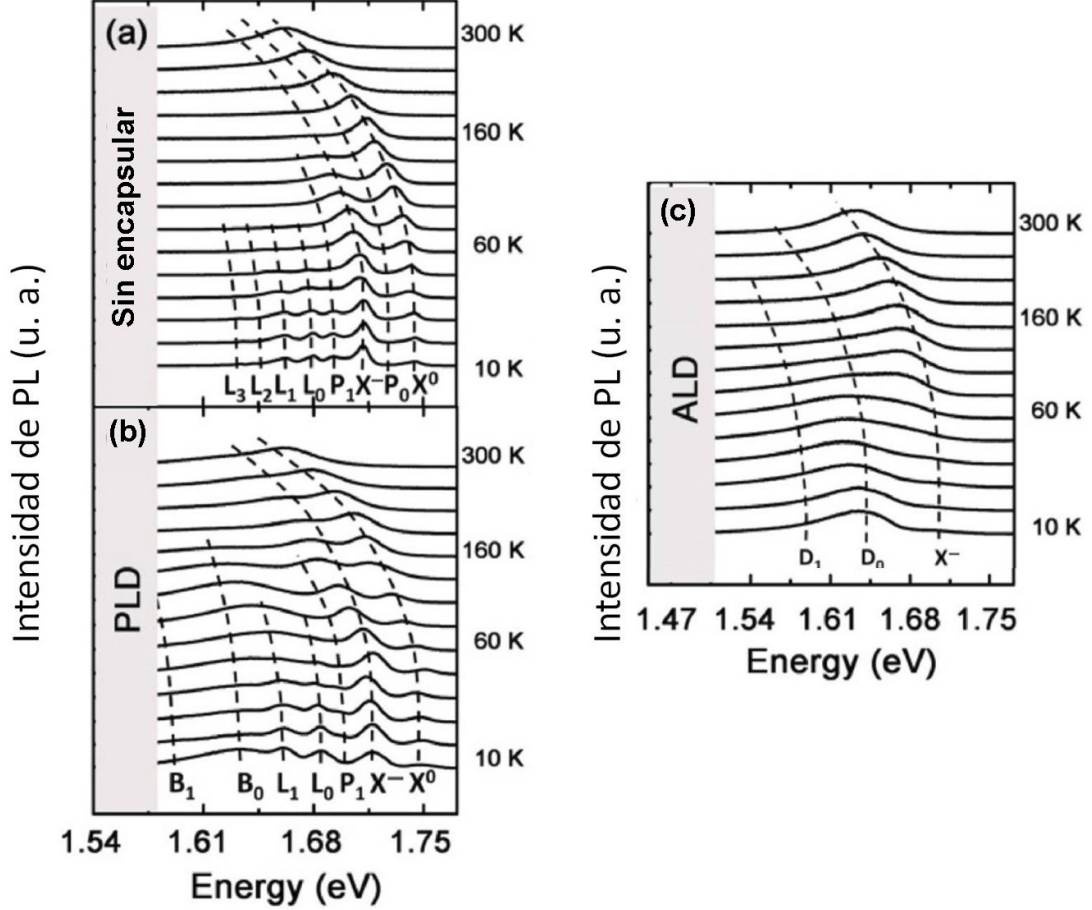 (a)
Sin encapsular
300 K
160 K
60 K
10 K
L₃ L₂ L₁ L₀ P₁ X⁻ P₀ X⁰
Intensidad de PL (u. a.)
(b)
PLD
300 K
160 K
60 K
10 K
B₁ B₀ L₁ L₀ P₁ X⁻ X⁰
1.54 1.61 1.68 1.75
Energy (eV)
(c)
ALD
300 K
160 K
60 K
10 K
D₁ D₀ X⁻
Intensidad de PL (u. a.)
1.47 1.54 1.61 1.68 1.75
Energy (eV)